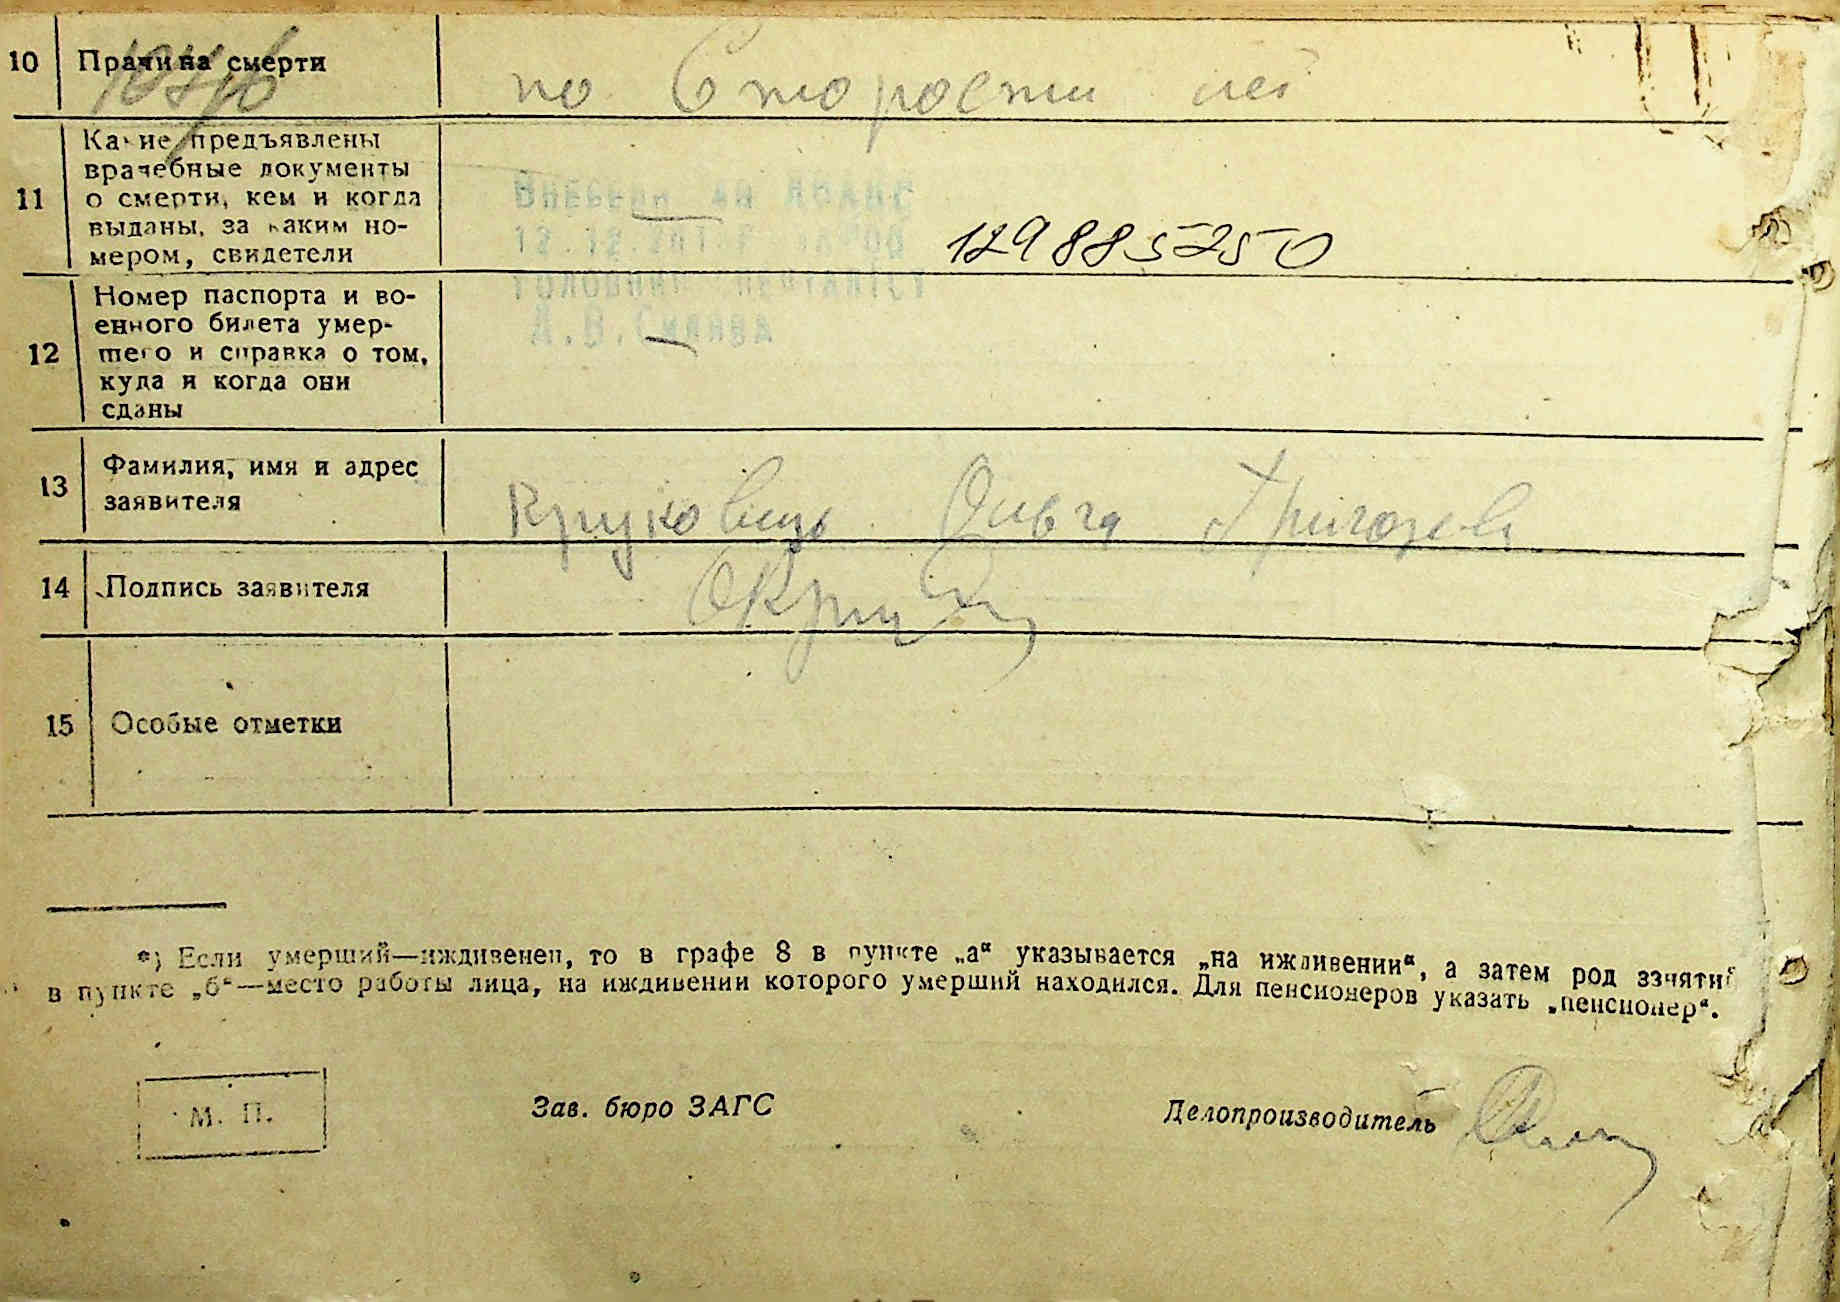 10 Причина смерти по Старости лет
11 Какие предъявлены
врачебные документы
о смерти, кем и когда
выданы, за каким но-
мером, свидетели
129885250
12 Номер паспорта и во-
енного билета умер-
шего и справка о том,
куда и когда они
сданы
13 Фамилия, имя и адрес
заявителя
Ольга
14 Подпись заявителя
15 Особые отметки
*) Если умерший—иждивенец, то в графе 8 в пункте „а“ указывается „на иждивении“, а затем род занятий
в пункте „б“—место работы лица, на иждивении которого умерший находился. Для пенсионеров указать „пенсионер“.
М. П. Зав. бюро ЗАГС Делопроизводитель